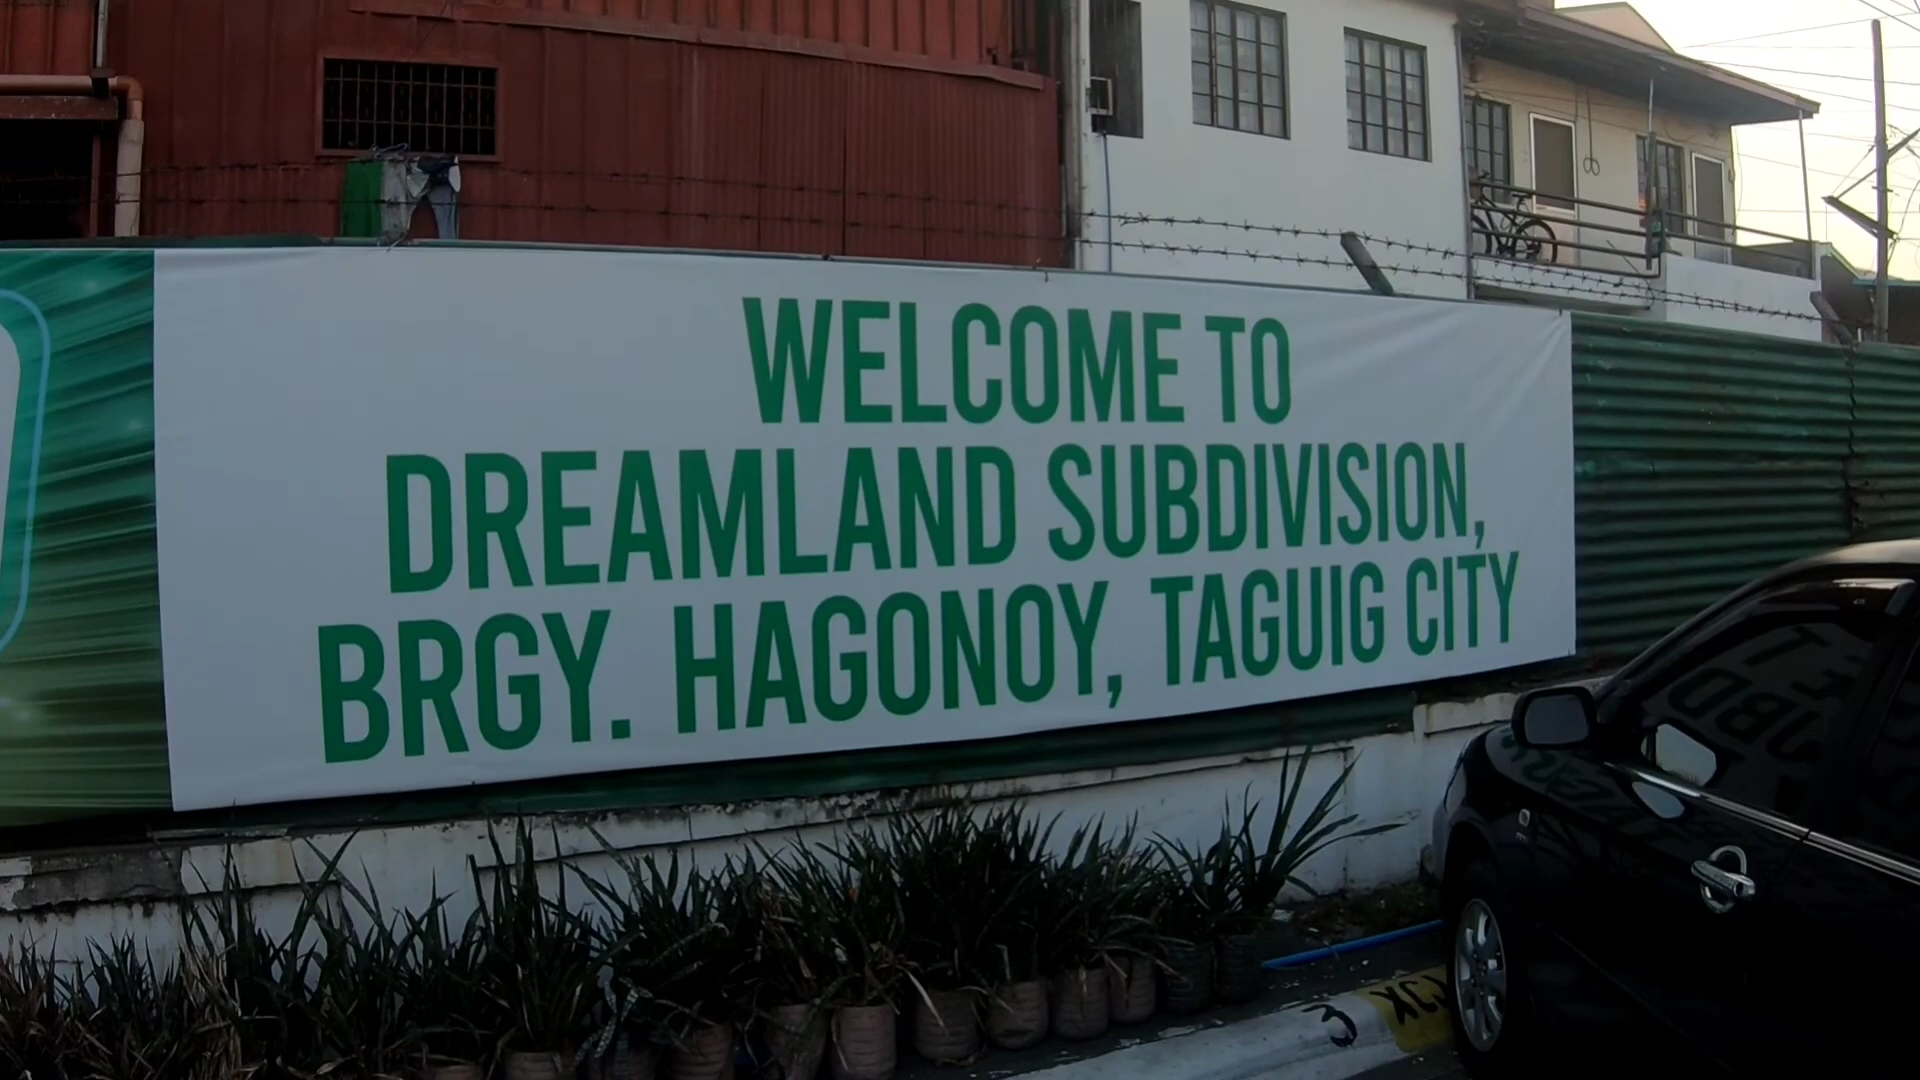 WELCOME TO
DREAMLAND SUBDIVISION,
BRGY. HAGONOY, TAGUIG CITY